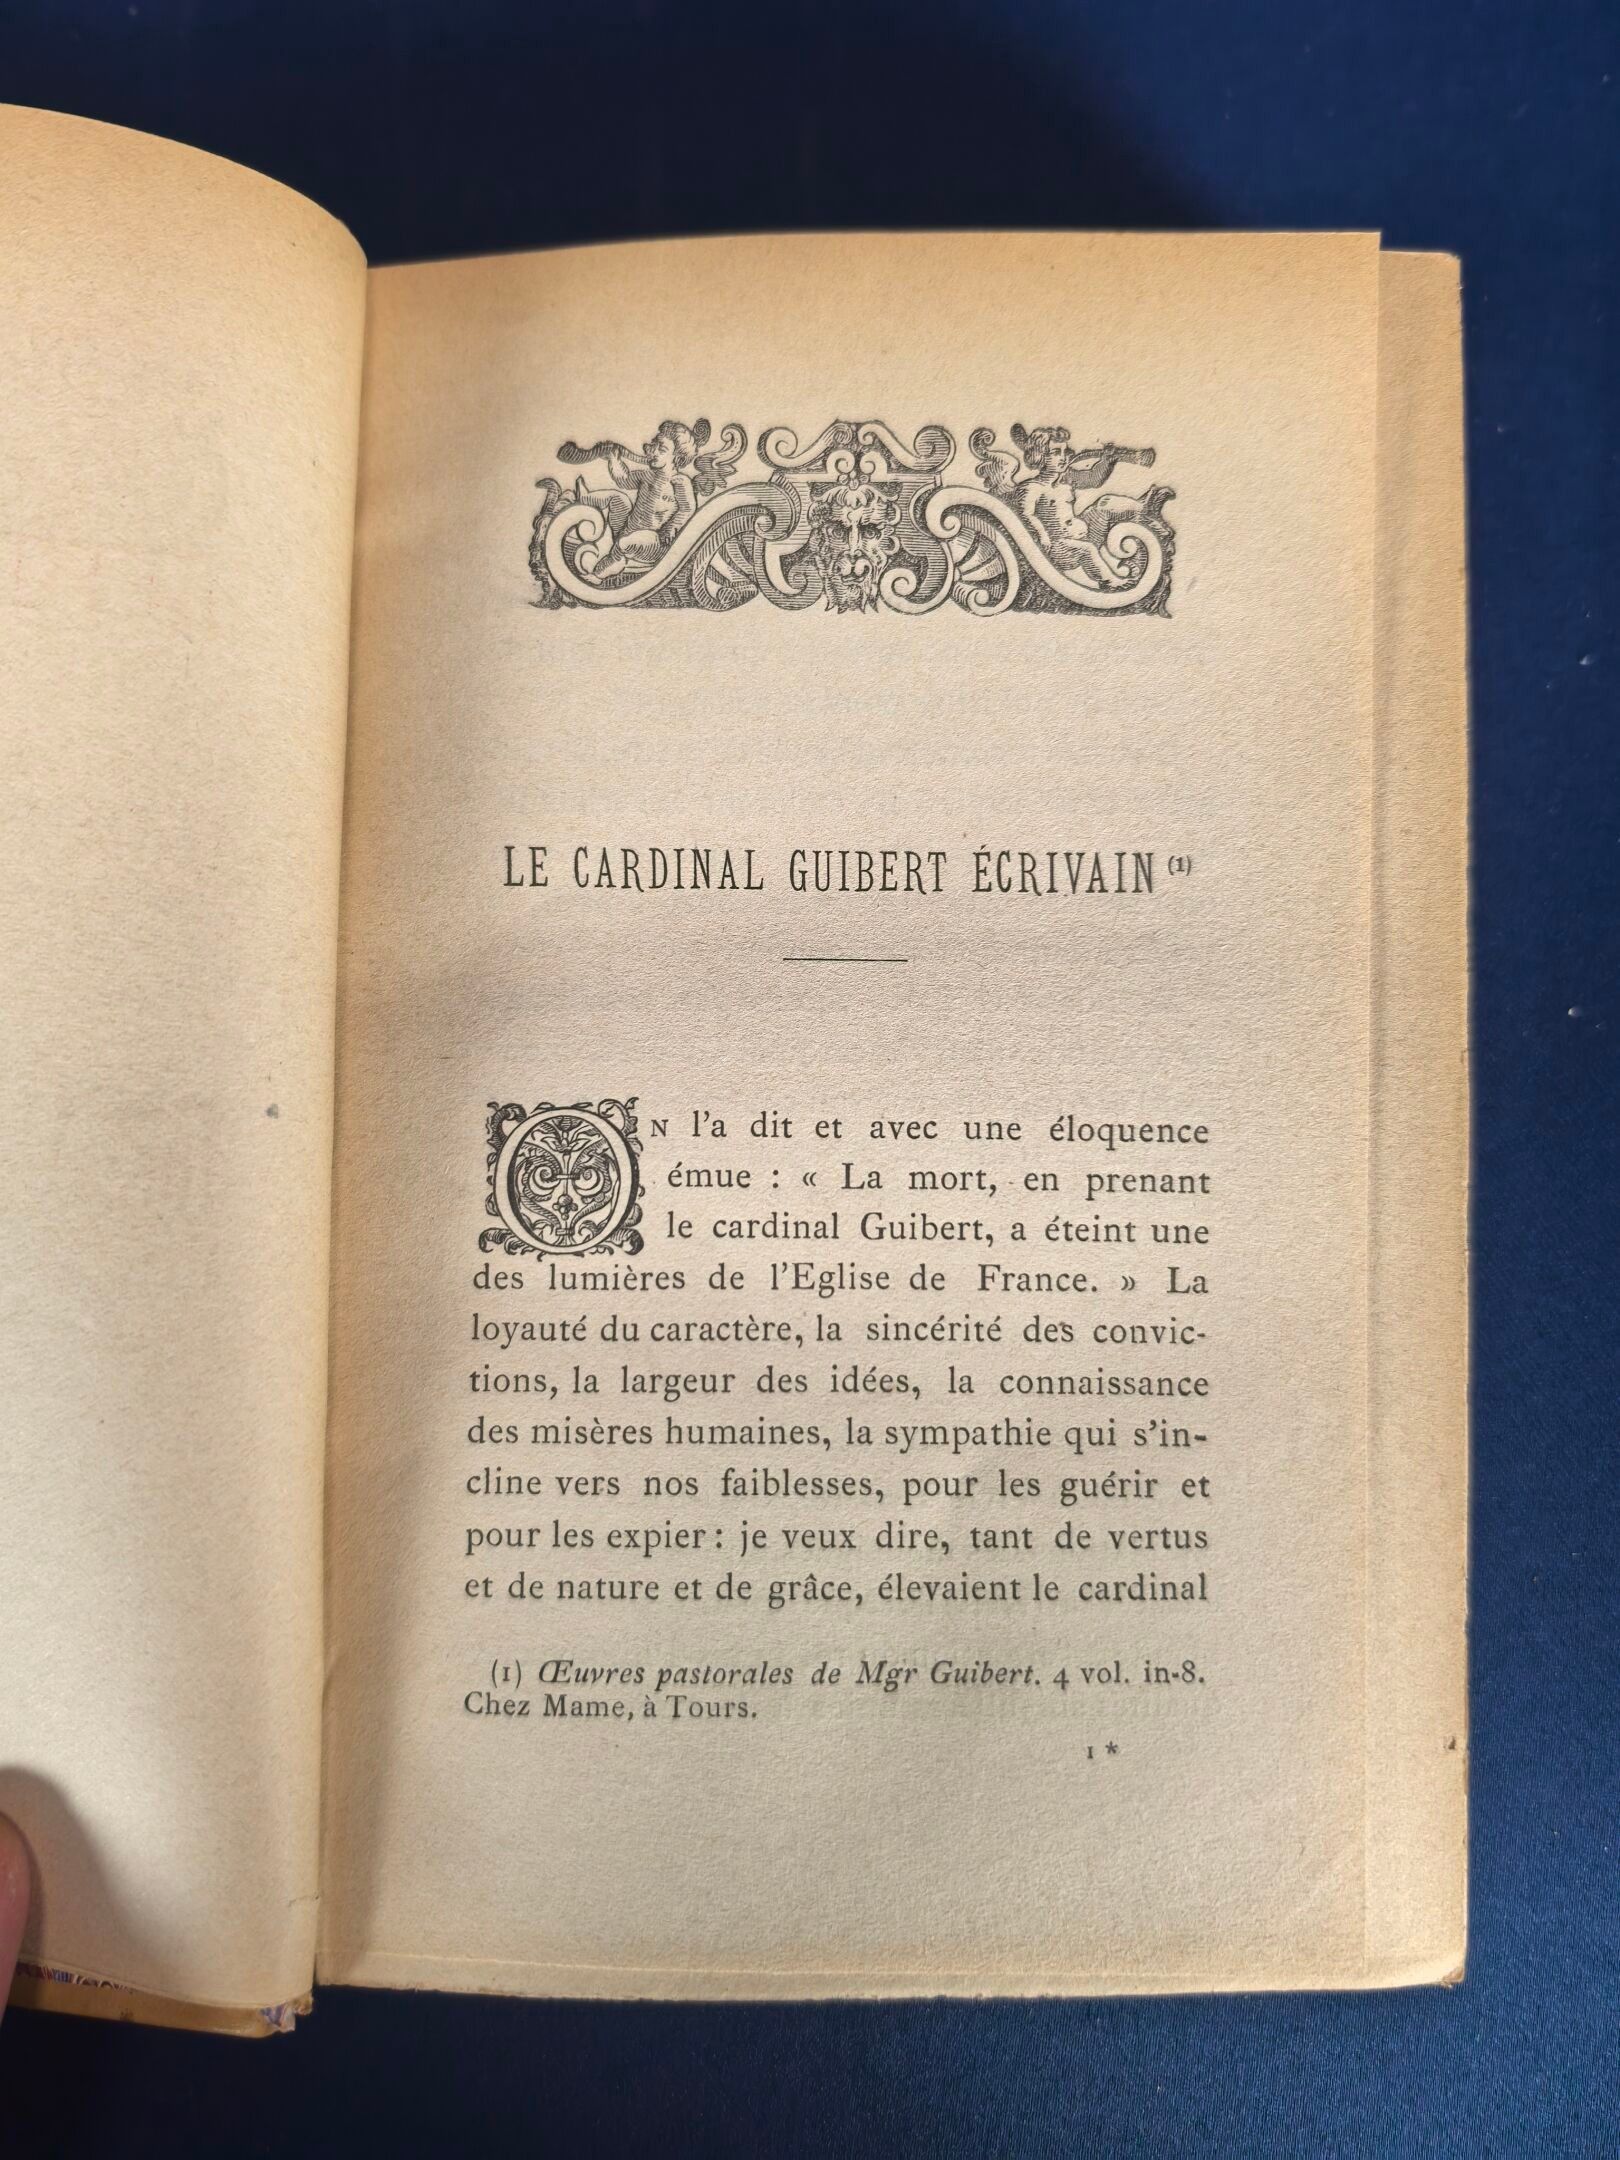 LE CARDINAL GUIBERT ÉCRIVAIN (1)
ON l'a dit et avec une éloquence
émue : « La mort, en prenant
le cardinal Guibert, a éteint une
des lumières de l'Eglise de France. » La
loyauté du caractère, la sincérité des convic-
tions, la largeur des idées, la connaissance
des misères humaines, la sympathie qui s'in-
cline vers nos faiblesses, pour les guérir et
pour les expier : je veux dire, tant de vertus
et de nature et de grâce, élevaient le cardinal
(1) Œuvres pastorales de Mgr Guibert. 4 vol. in-8.
Chez Mame, à Tours.
1 *